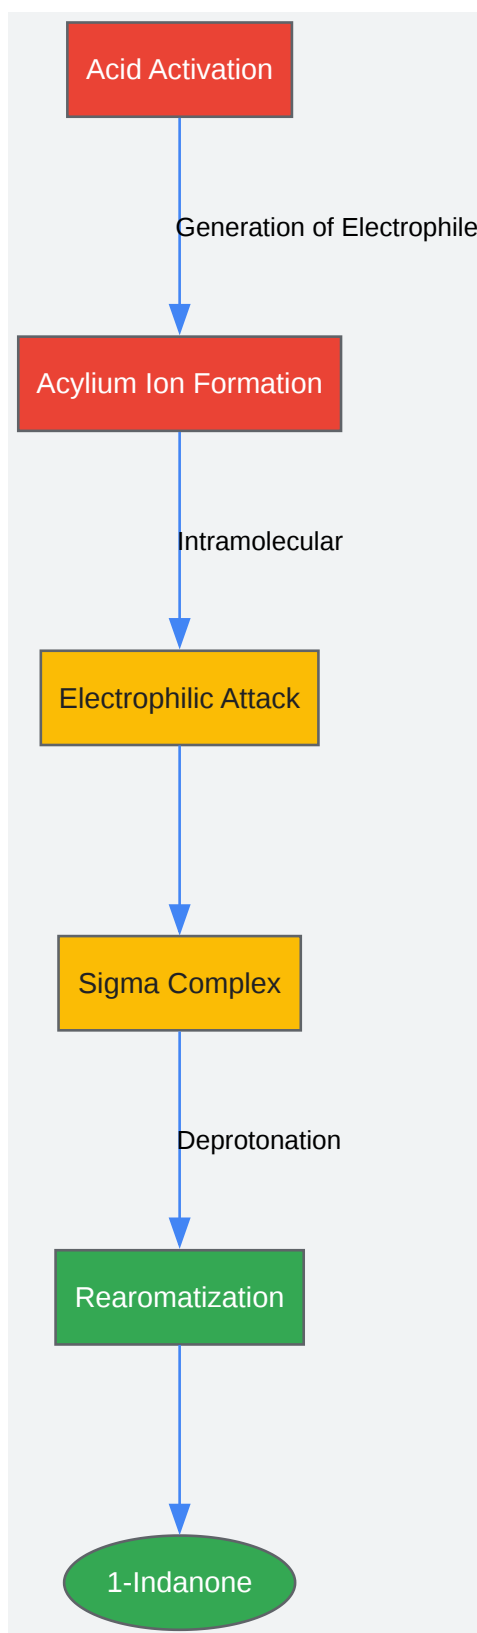 Acid Activation
Generation of Electrophile
Acylium Ion Formation
Intramolecular
Electrophilic Attack
Sigma Complex
Deprotonation
Rearomatization
1-Indanone